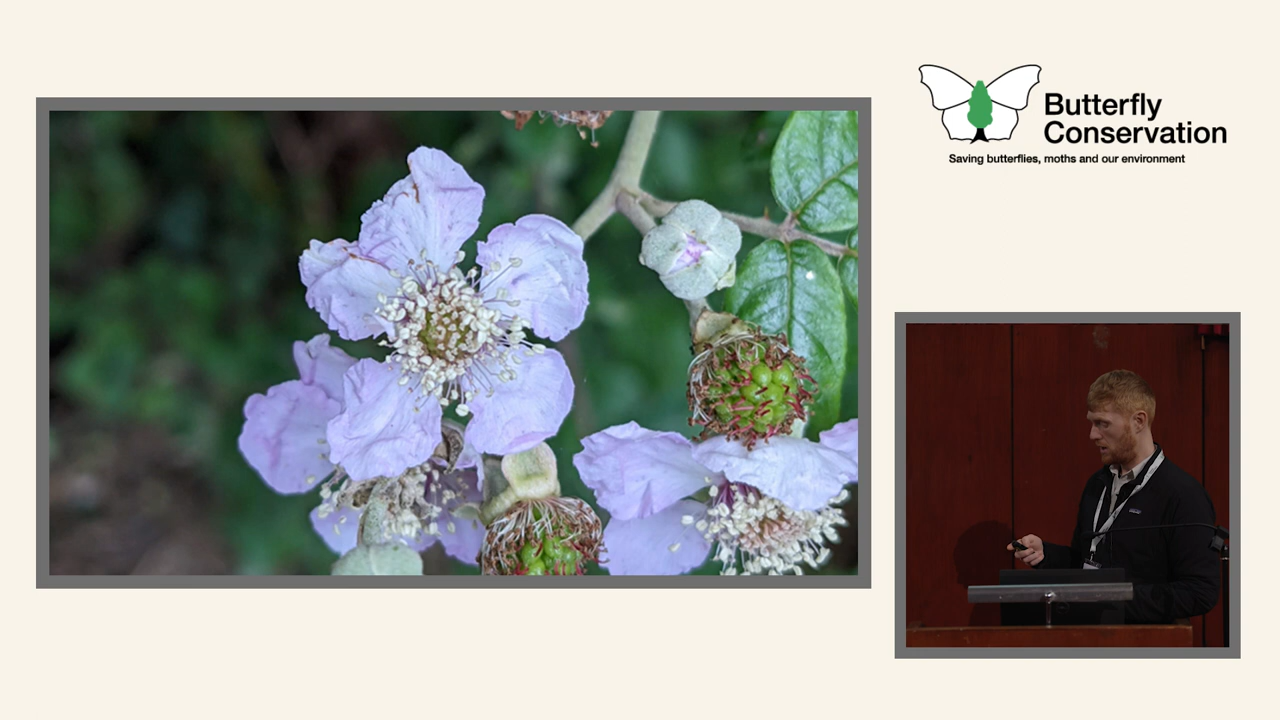 Butterfly
Conservation
Saving butterflies, moths and our environment